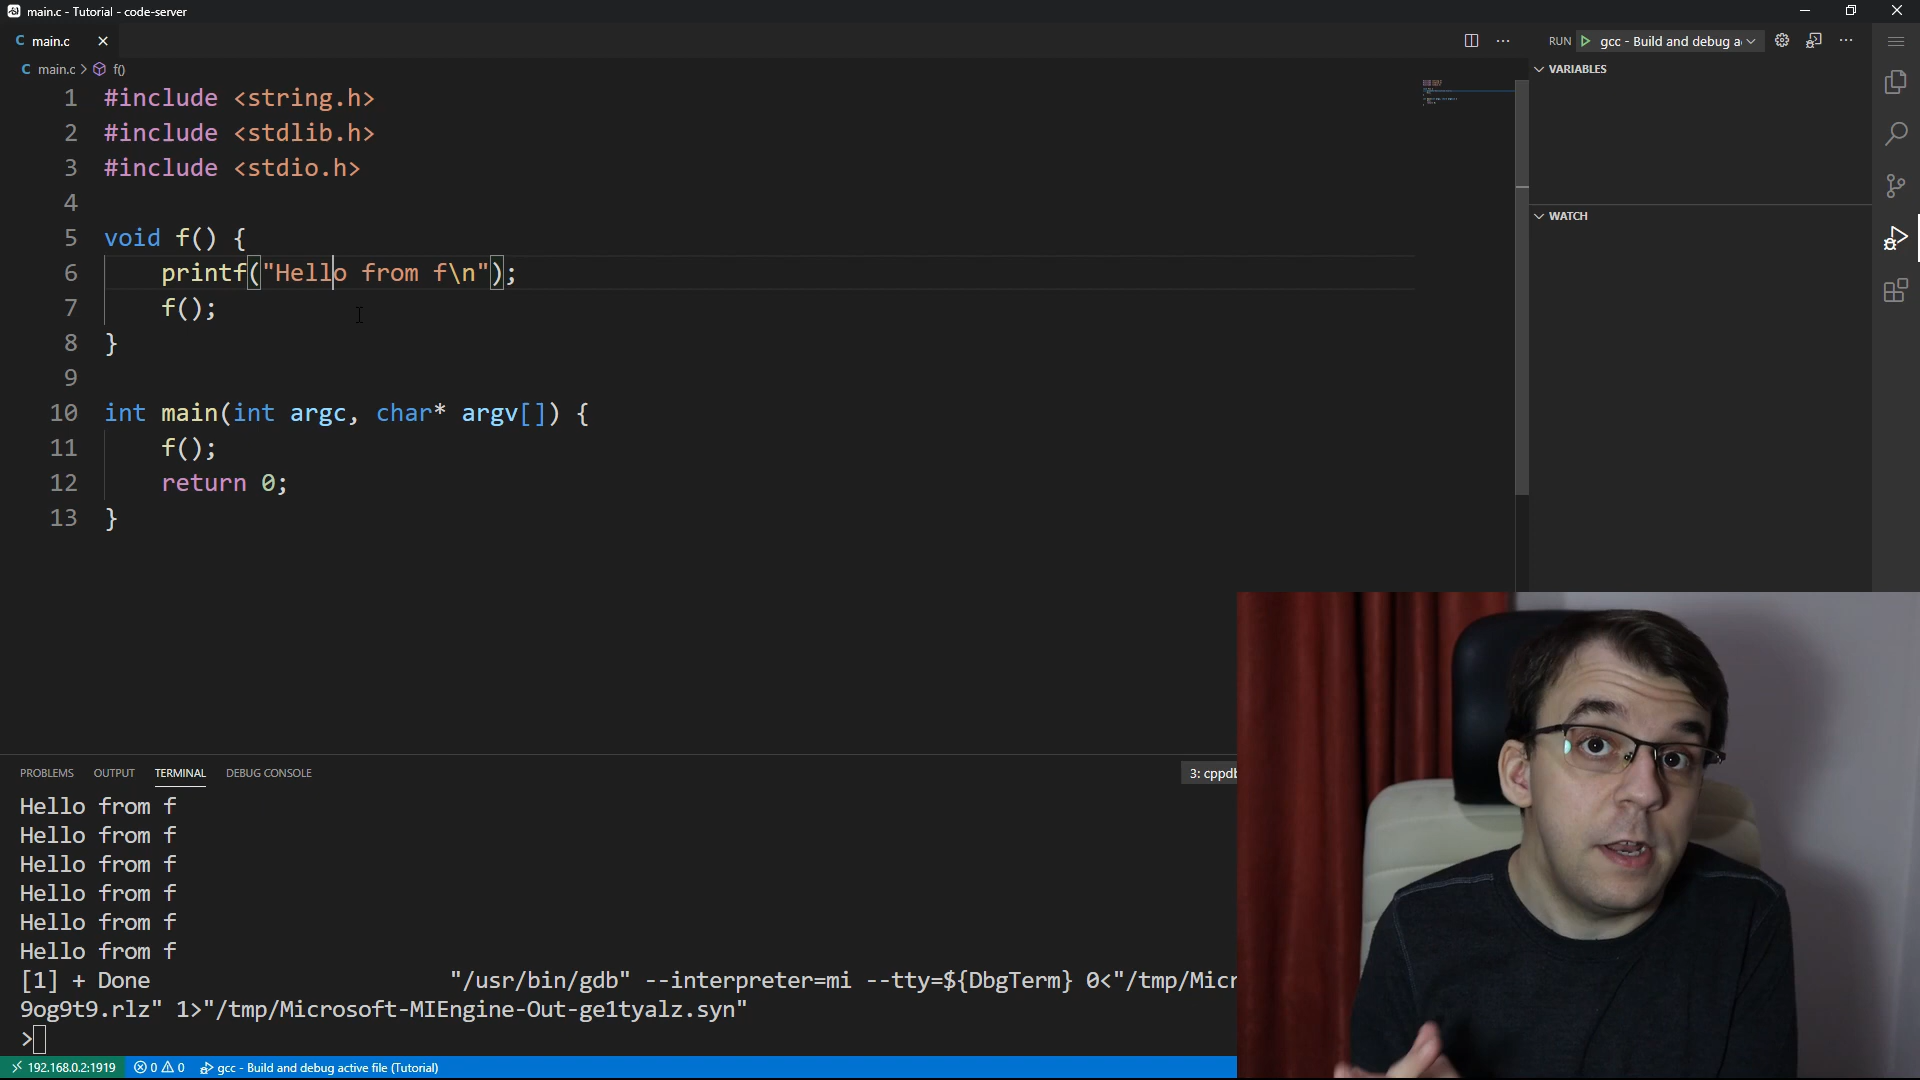 main.c - Tutorial - code-server
C main.c
RUN gcc - Build and debug a
C main.c > f()
VARIABLES
1 #include <string.h>
2 #include <stdlib.h>
3 #include <stdio.h>
4
5 void f() {
6 printf("Hello from f\n");
7 f();
8 }
9
10 int main(int argc, char* argv[]) {
11 f();
12 return 0;
13 }
WATCH
PROBLEMS OUTPUT TERMINAL DEBUG CONSOLE
3: cppdb
Hello from f
Hello from f
Hello from f
Hello from f
Hello from f
Hello from f
[1] + Done "/usr/bin/gdb" --interpreter=mi --tty=${DbgTerm} 0<"/tmp/Micr
9og9t9.rlz" 1>"/tmp/Microsoft-MIEngine-Out-ge1tyalz.syn"
>
192.168.0.2:1919 0 0 gcc - Build and debug active file (Tutorial)